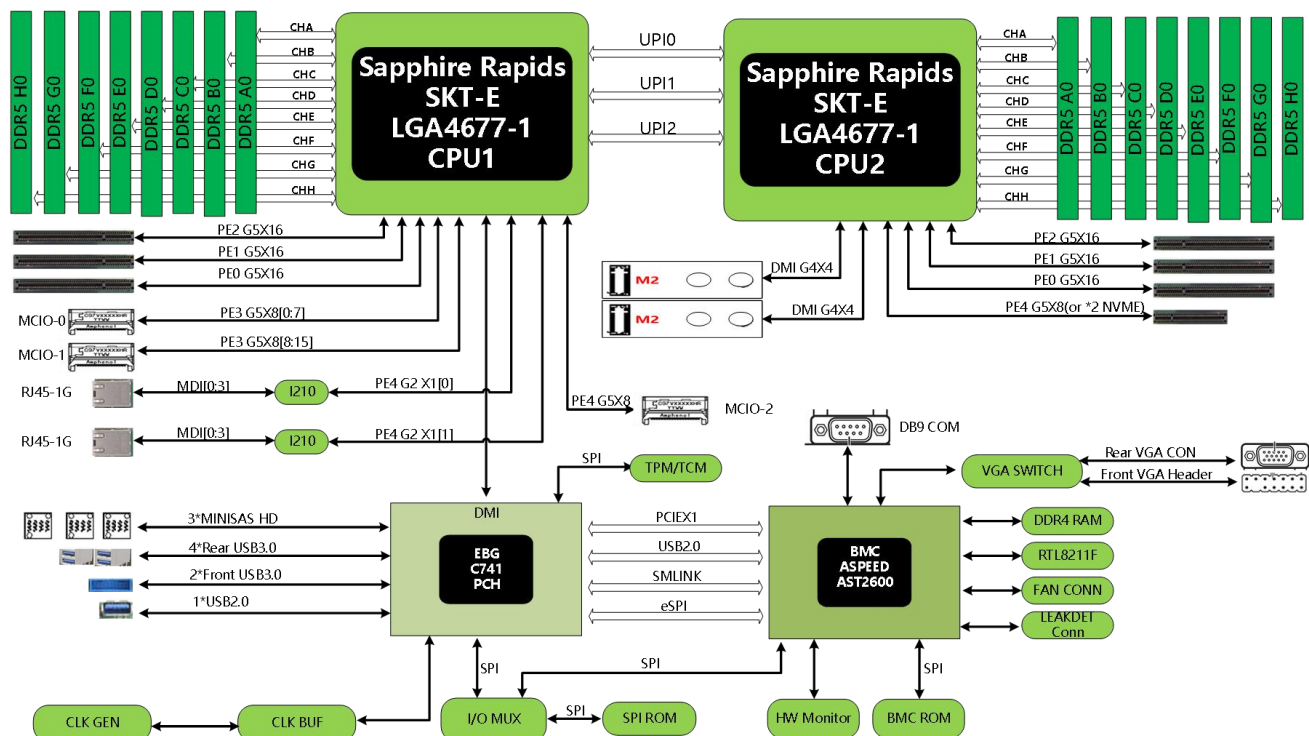 CHA
CHB
CHC
CHD
CHE
CHF
CHG
CHH
DDR5 H0
DDR5 G0
DDR5 F0
DDR5 E0
DDR5 D0
DDR5 C0
DDR5 B0
DDR5 A0
Sapphire Rapids
SKT-E
LGA4677-1
CPU1
UPI0
UPI1
UPI2
Sapphire Rapids
SKT-E
LGA4677-1
CPU2
CHA
CHB
CHC
CHD
CHE
CHF
CHG
CHH
DDR5 A0
DDR5 B0
DDR5 C0
DDR5 D0
DDR5 E0
DDR5 F0
DDR5 G0
DDR5 H0
PE2 G5X16
PE1 G5X16
PE0 G5X16
MCIO-0
PE3 G5X8[0:7]
MCIO-1
PE3 G5X8[8:15]
RJ45-1G
MDI[0:3]
I210
PE4 G2 X1[0]
RJ45-1G
MDI[0:3]
I210
PE4 G2 X1[1]
M2
DMI G4X4
M2
DMI G4X4
PE2 G5X16
PE1 G5X16
PE0 G5X16
PE4 G5X8(or *2 NVME)
PE4 G5X8
MCIO-2
DB9 COM
SPI
TPM/TCM
VGA SWITCH
Rear VGA CON
Front VGA Header
3*MINISAS HD
4*Rear USB3.0
2*Front USB3.0
1*USB2.0
DMI
EBG
C741
PCH
PCIEX1
USB2.0
SMLINK
eSPI
BMC
ASPEED
AST2600
DDR4 RAM
RTL8211F
FAN CONN
LEAKDET
Conn
SPI
SPI
SPI
CLK GEN
CLK BUF
I/O MUX
SPI
SPI ROM
HW Monitor
BMC ROM